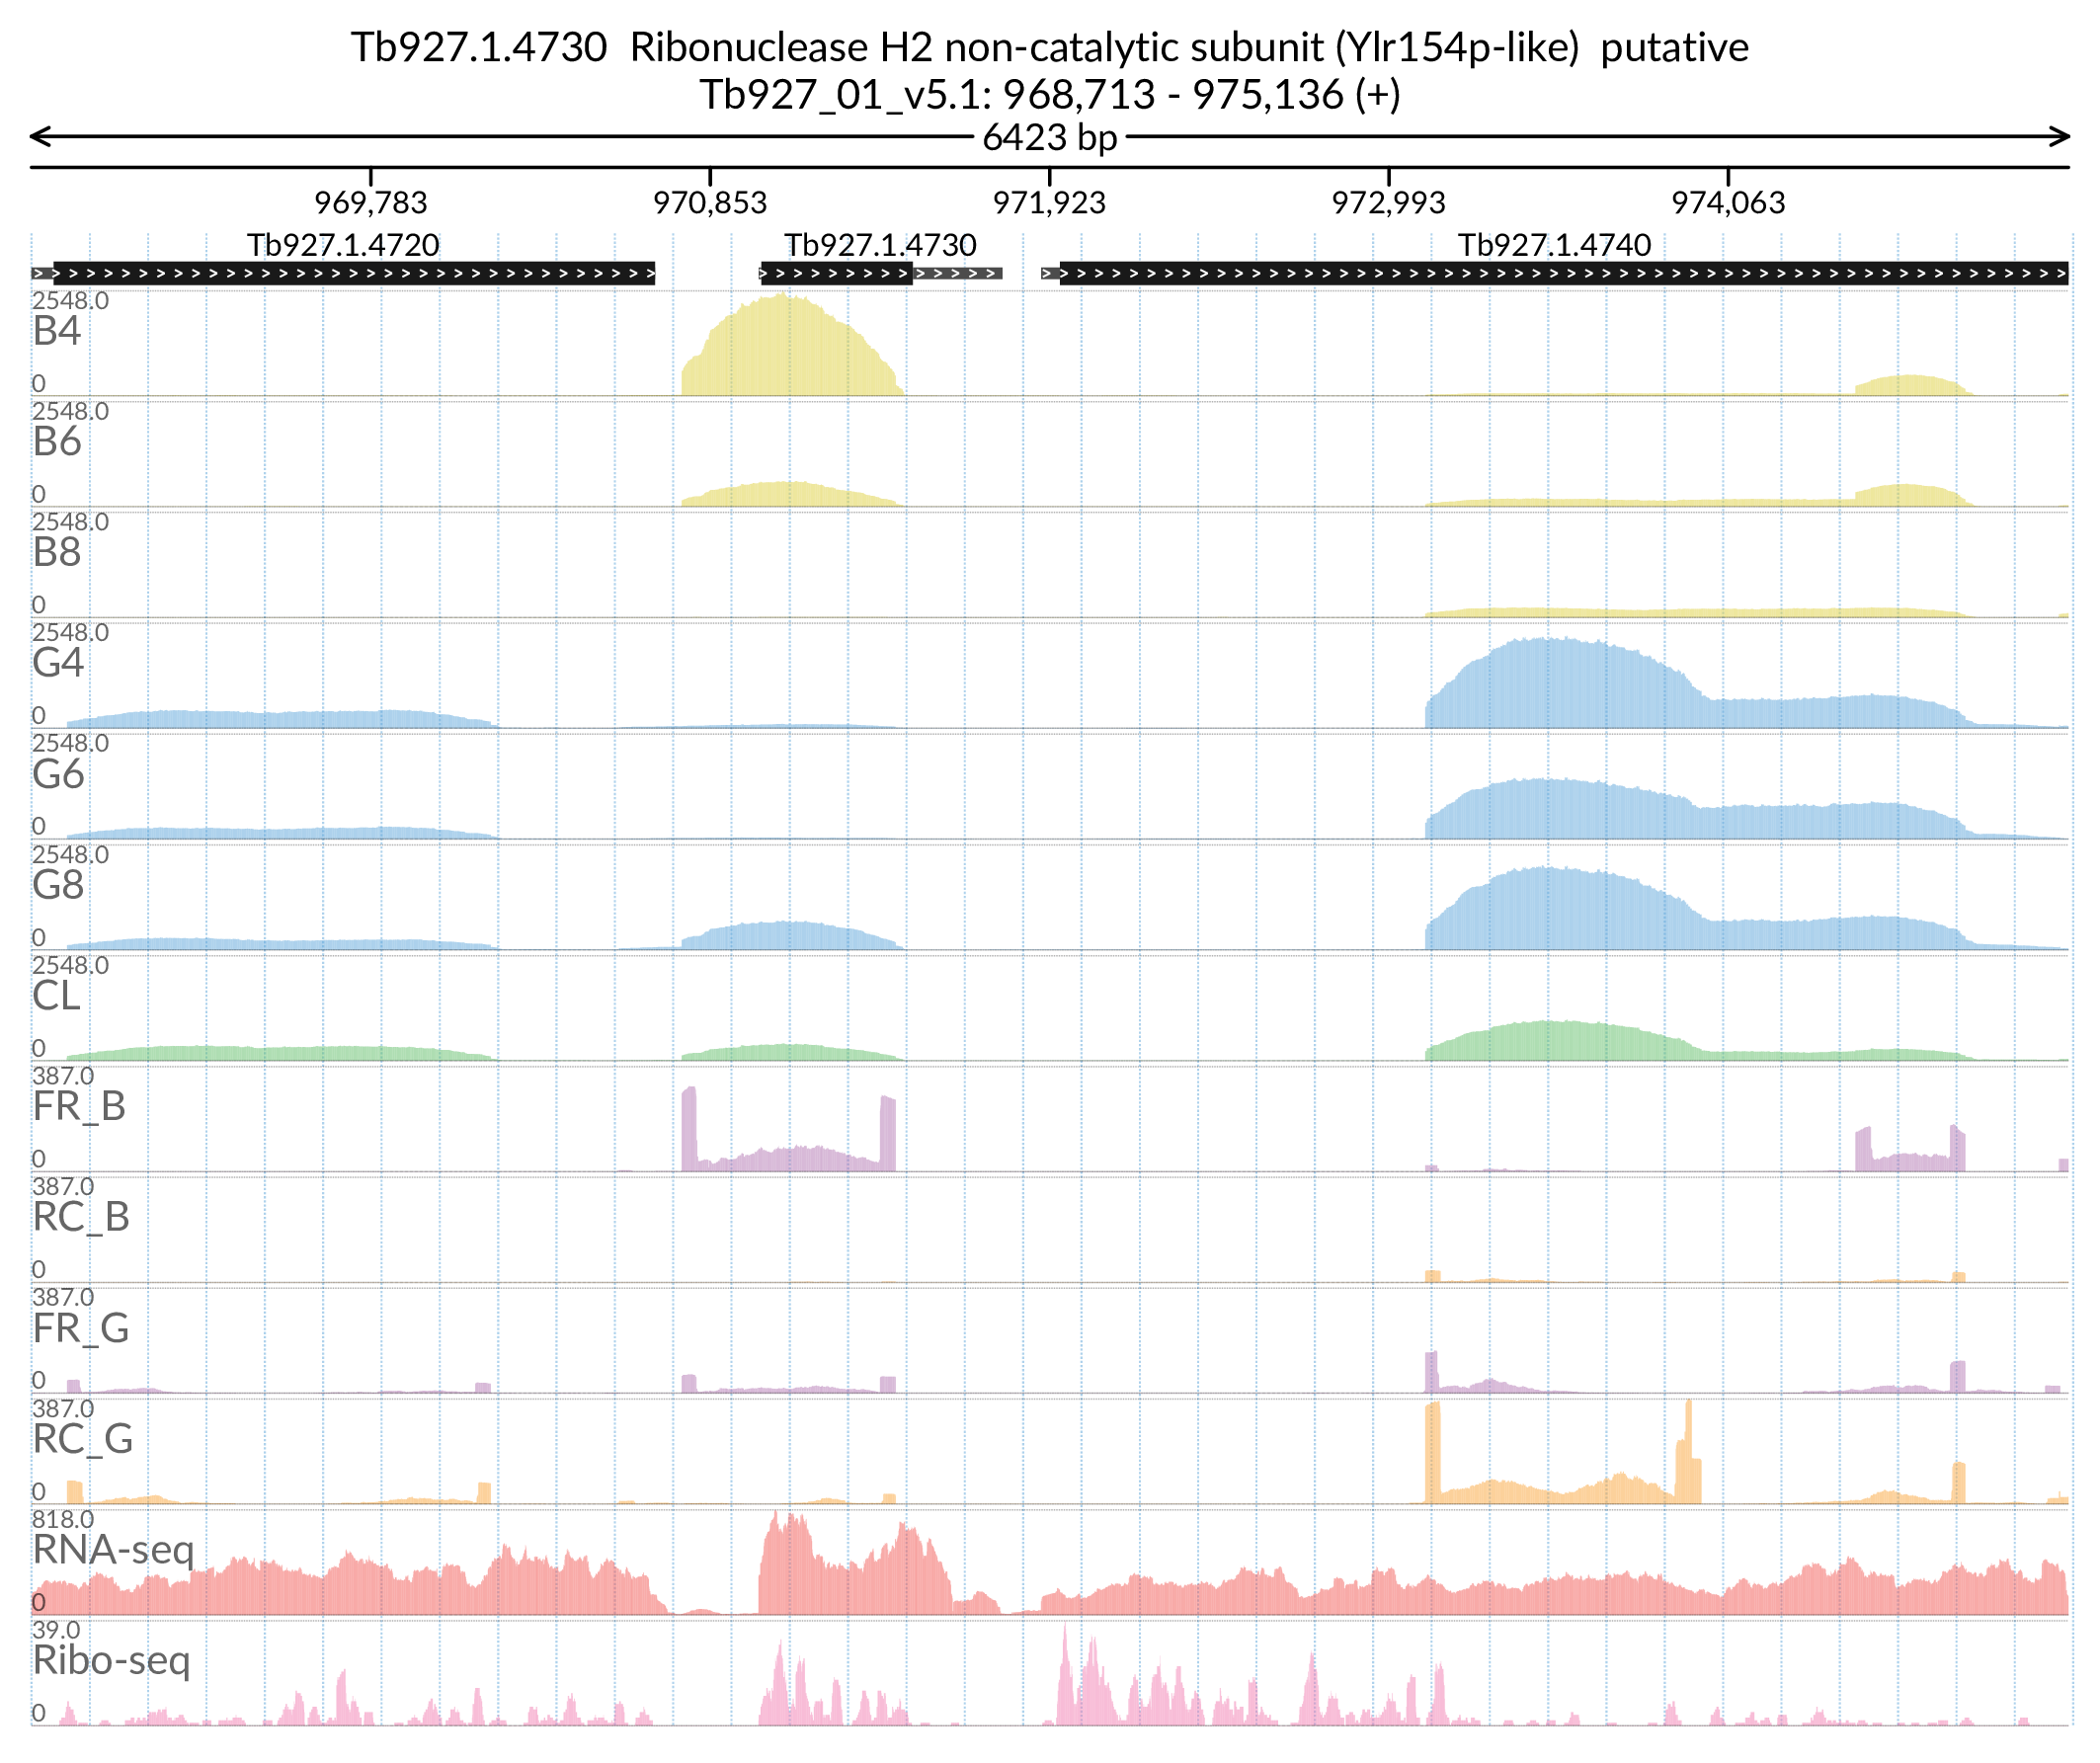 Tb927.1.4730  Ribonuclease H2 non-catalytic subunit (Ylr154p-like)  putative
Tb927_01_v5.1: 968,713 - 975,136 (+)
6423 bp
969,783 970,853 971,923 972,993 974,063
Tb927.1.4720 Tb927.1.4730 Tb927.1.4740
2548.0
B4
0
2548.0
B6
0
2548.0
B8
0
2548.0
G4
0
2548.0
G6
0
2548.0
G8
0
2548.0
CL
0
387.0
FR_B
0
387.0
RC_B
0
387.0
FR_G
0
387.0
RC_G
0
818.0
RNA-seq
0
39.0
Ribo-seq
0